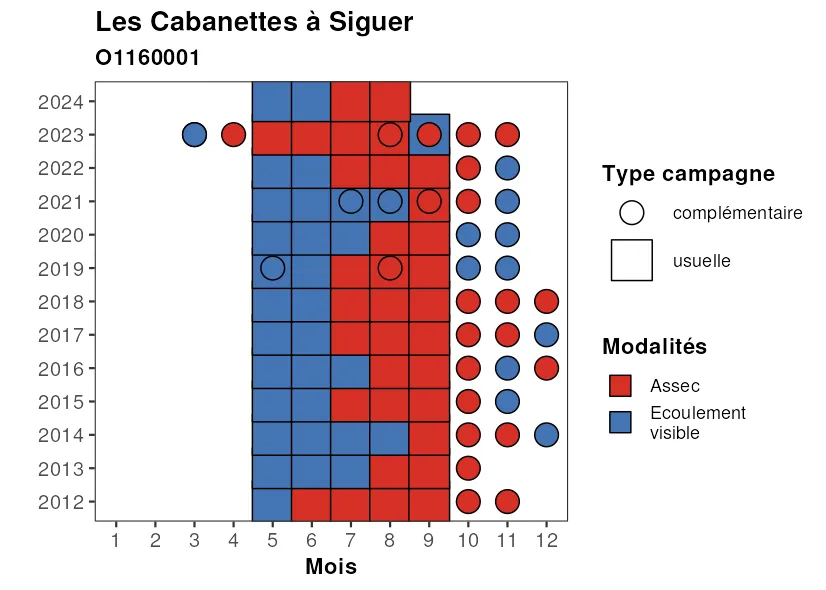 Les Cabanettes à Siguer
O1160001
2024
2023
2022
2021
2020
2019
2018
2017
2016
2015
2014
2013
2012
1 2 3 4 5 6 7 8 9 10 11 12
Mois
Type campagne
complémentaire
usuelle
Modalités
Assec
Ecoulement
visible